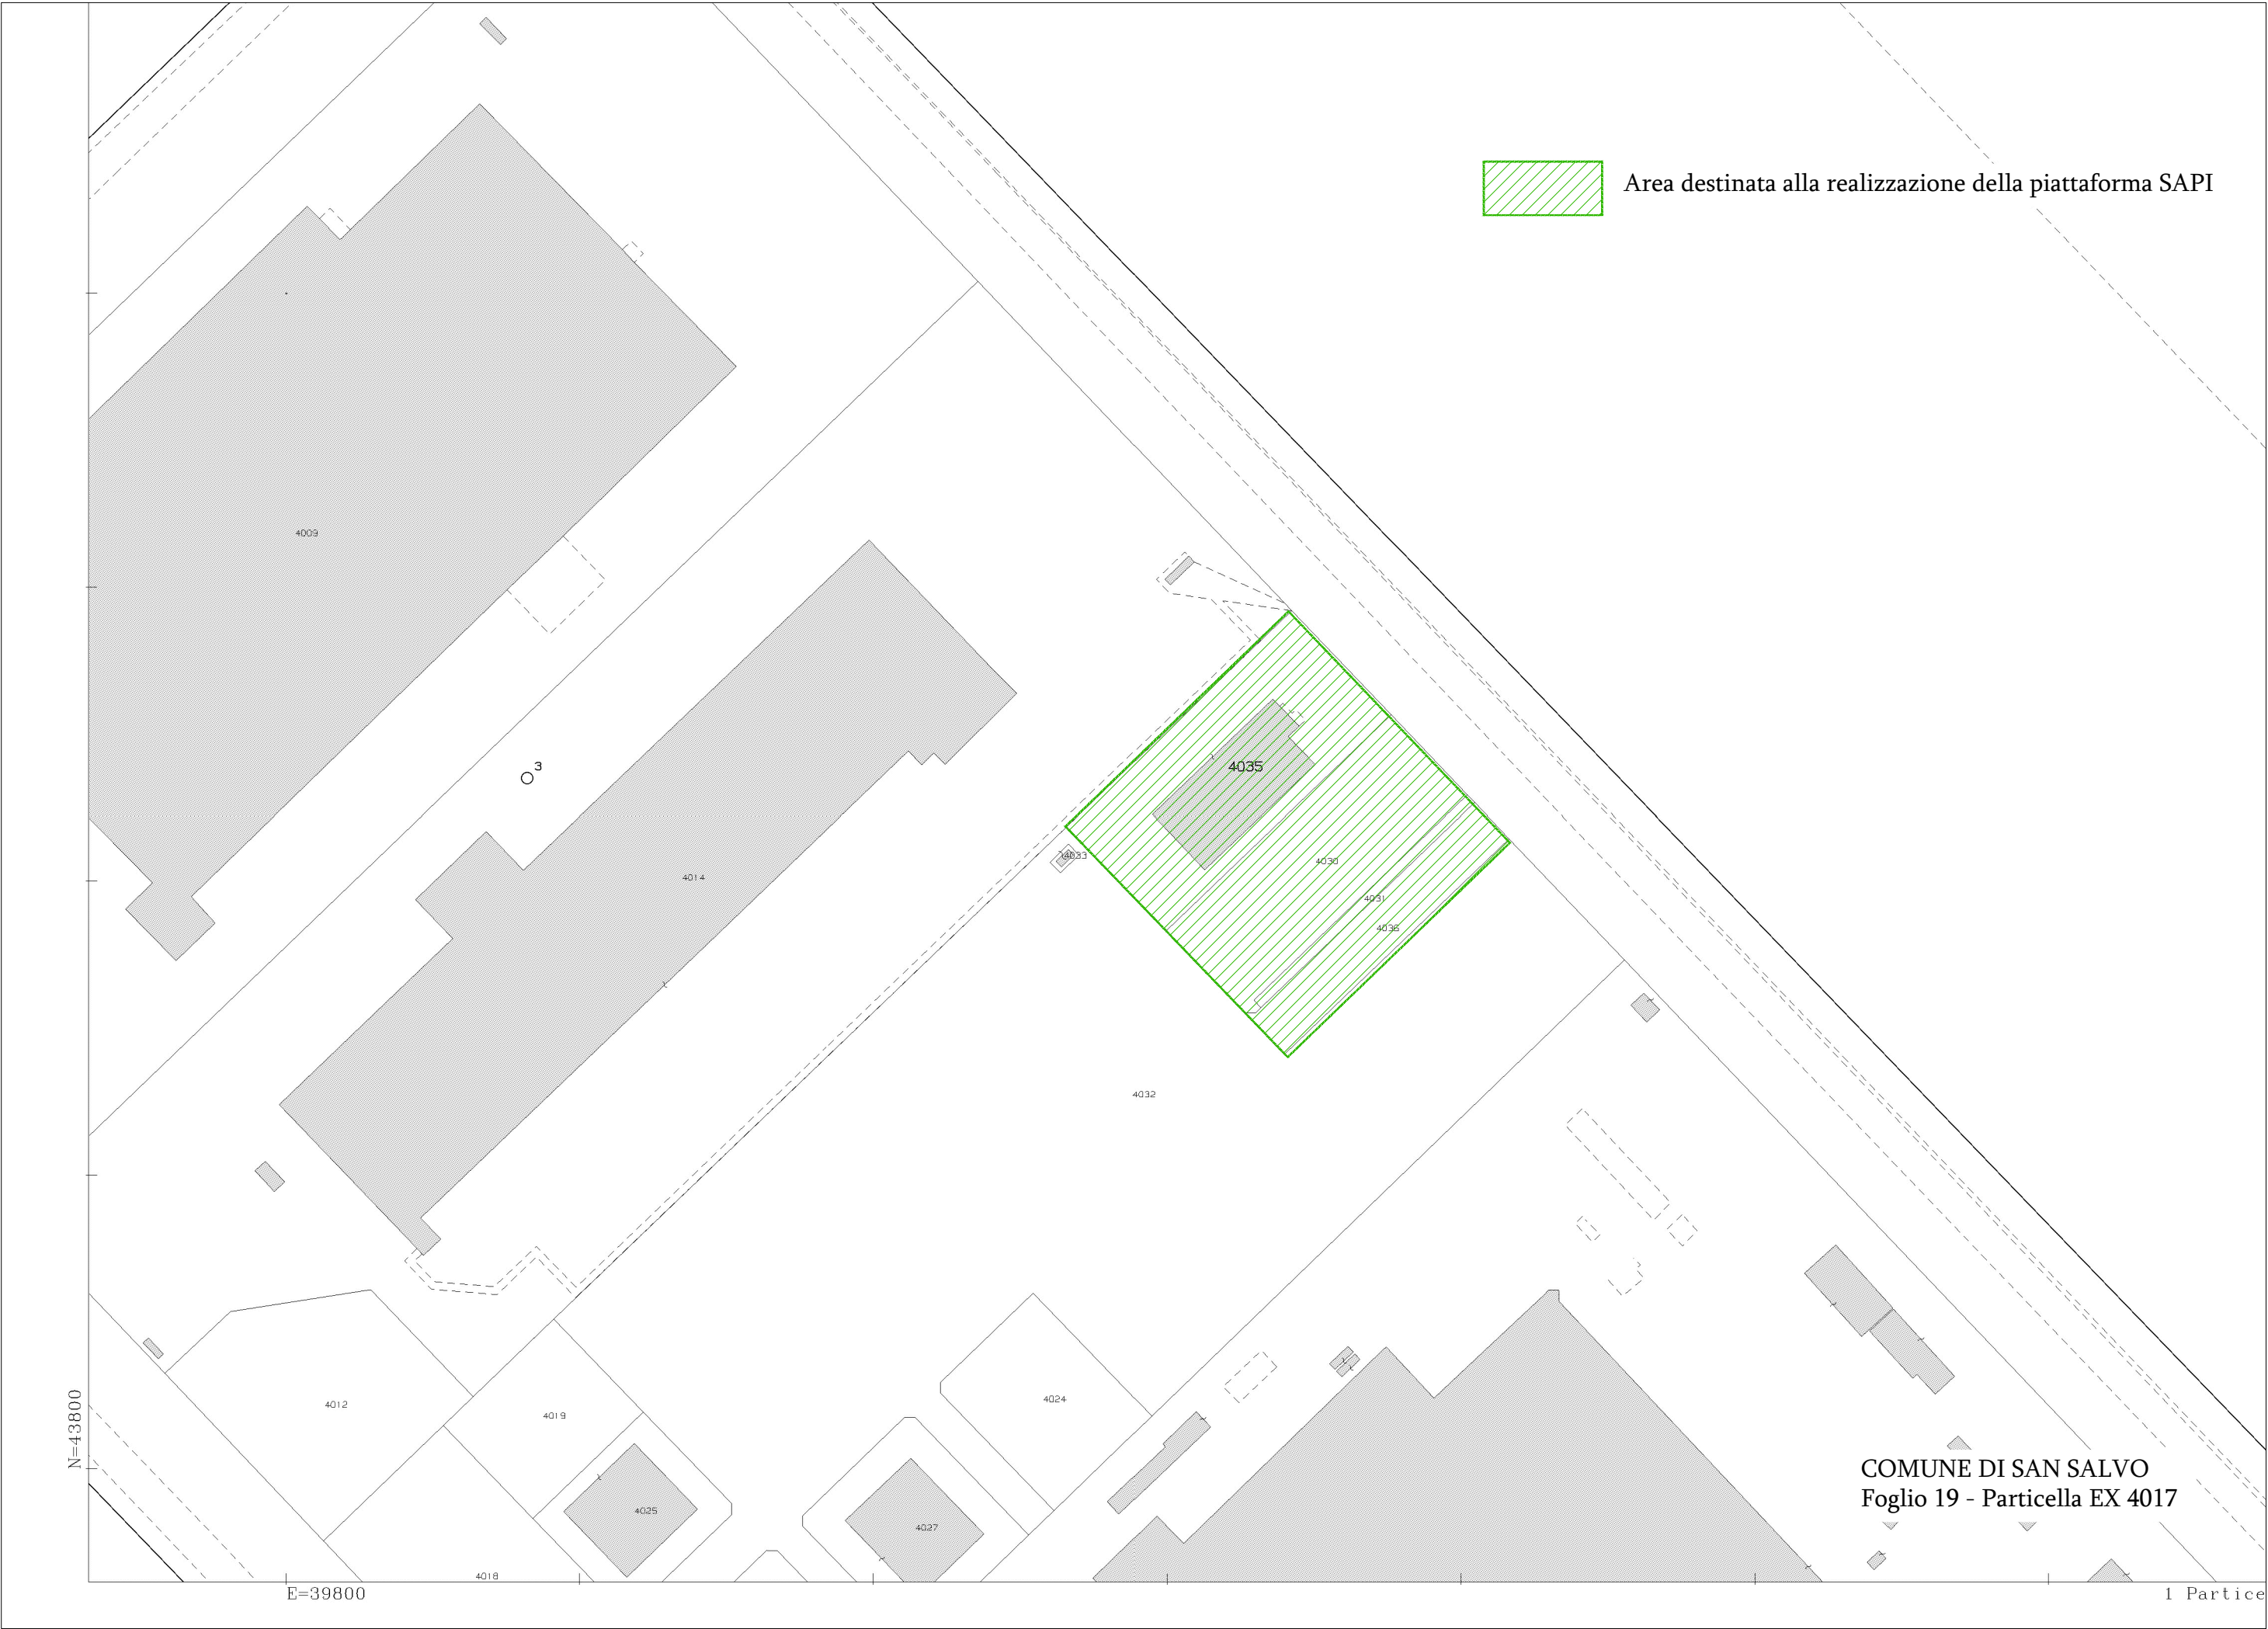 Area destinata alla realizzazione della piattaforma SAPI
4009
3
4035
4033
4030
4014
4031
4036
4032
4012
4024
4019
N=43800
COMUNE DI SAN SALVO
Foglio 19 - Particella EX 4017
4025
4027
4018
E=39800
1 Partice